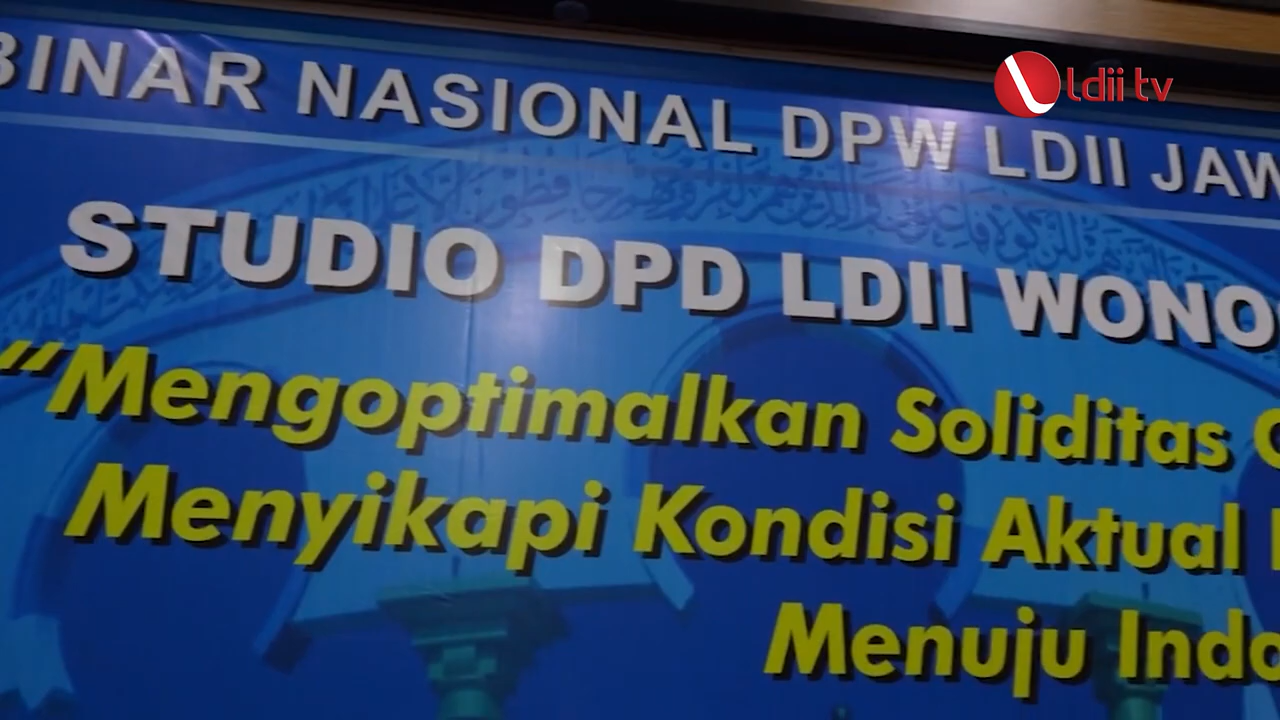 ldii tv
BINAR NASIONAL DPW LDII JAW
STUDIO DPD LDII WONO
“Mengoptimalkan Soliditas
Menyikapi Kondisi Aktual
Menuju Indo